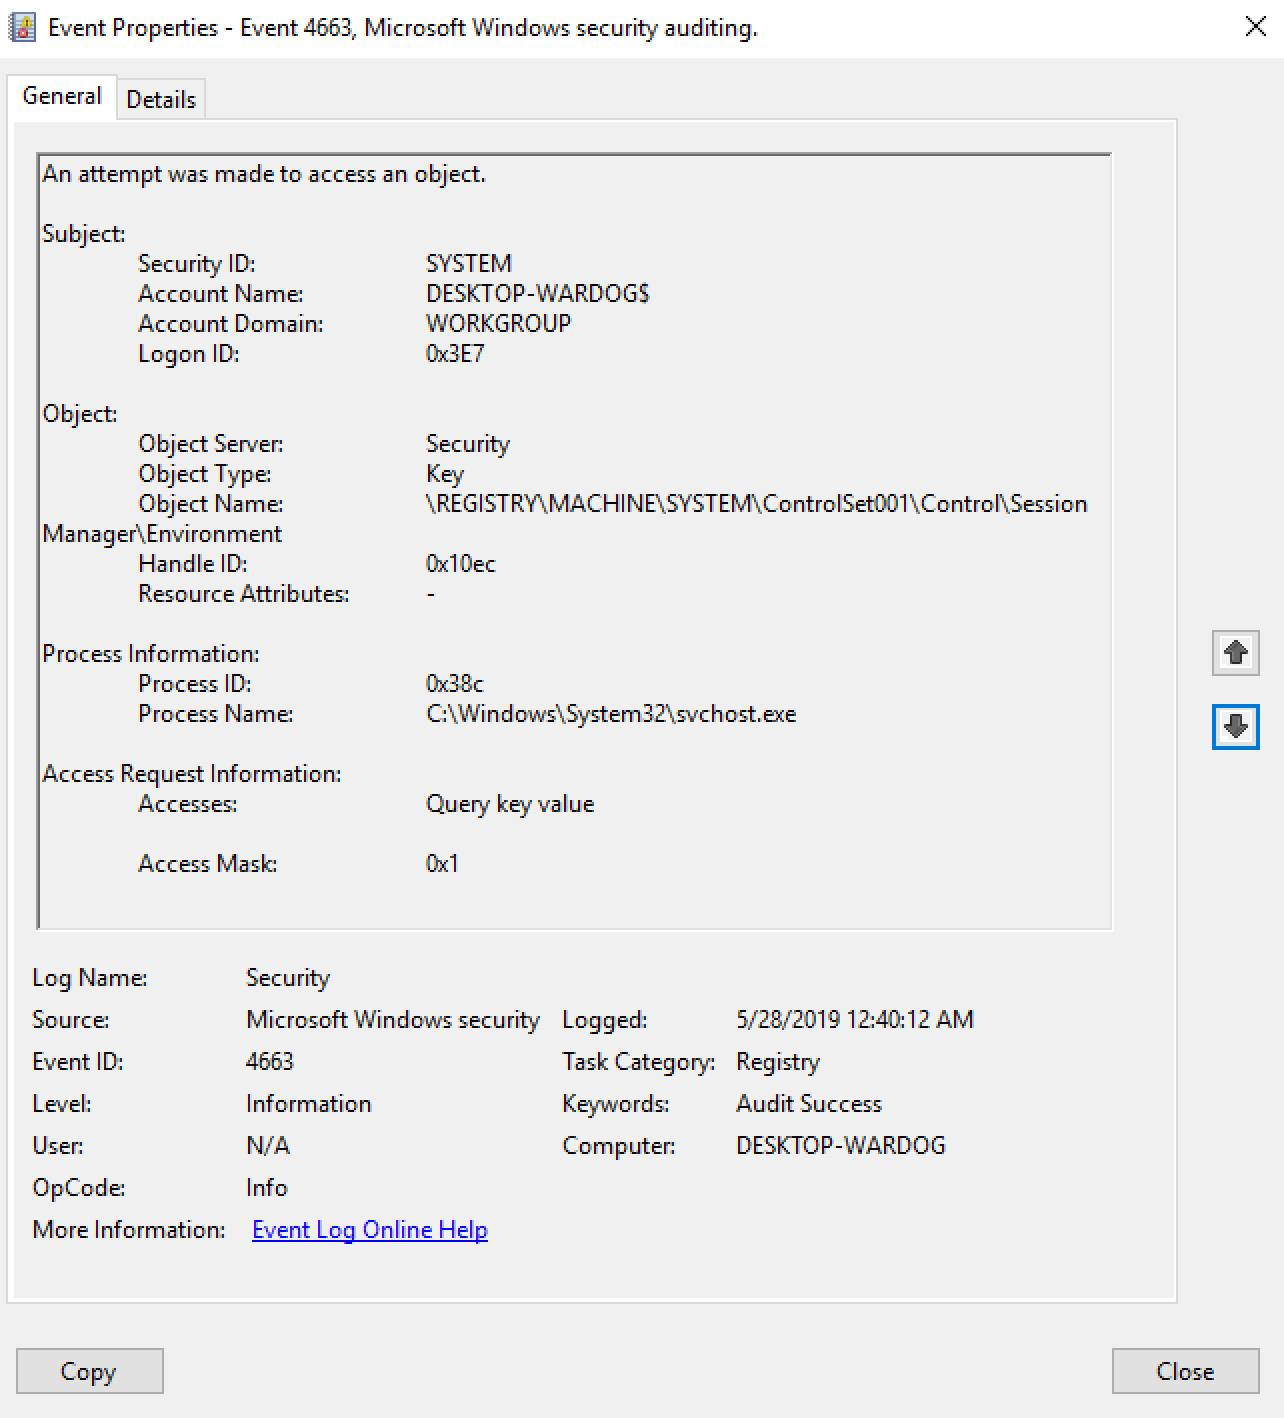 Event Properties - Event 4663, Microsoft Windows security auditing.
General Details
An attempt was made to access an object.
Subject:
Security ID: SYSTEM
Account Name: DESKTOP-WARDOG$
Account Domain: WORKGROUP
Logon ID: 0x3E7
Object:
Object Server: Security
Object Type: Key
Object Name: \REGISTRY\MACHINE\SYSTEM\ControlSet001\Control\Session
Manager\Environment
Handle ID: 0x10ec
Resource Attributes: -
Process Information:
Process ID: 0x38c
Process Name: C:\Windows\System32\svchost.exe
Access Request Information:
Accesses: Query key value
Access Mask: 0x1
Log Name: Security
Source: Microsoft Windows security Logged: 5/28/2019 12:40:12 AM
Event ID: 4663 Task Category: Registry
Level: Information Keywords: Audit Success
User: N/A Computer: DESKTOP-WARDOG
OpCode: Info
More Information: Event Log Online Help
Copy Close